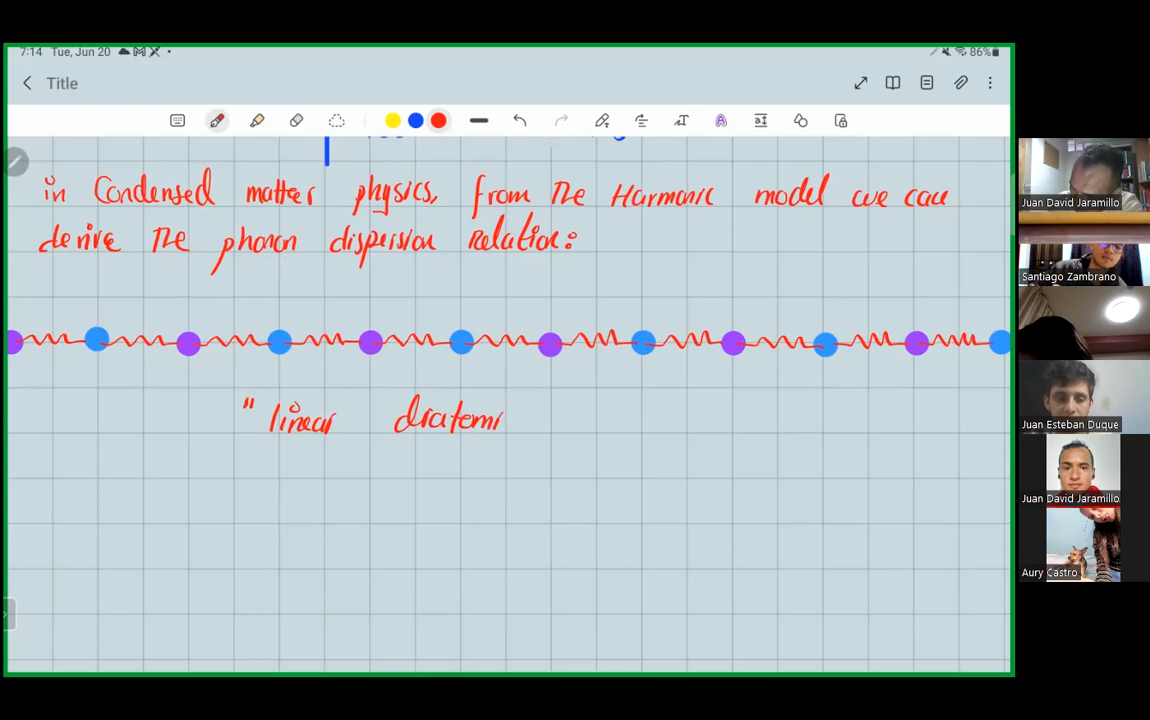 7:14 Tue, Jun 20
86%
Title
in Condensed matter physics, from the Harmonic model we can
derive the phonon dispersion relation:
" linear diatomi
Juan David Jaramillo
Santiago Zambrano
Juan Esteban Duque
Juan David Jaramillo
Aury Castro